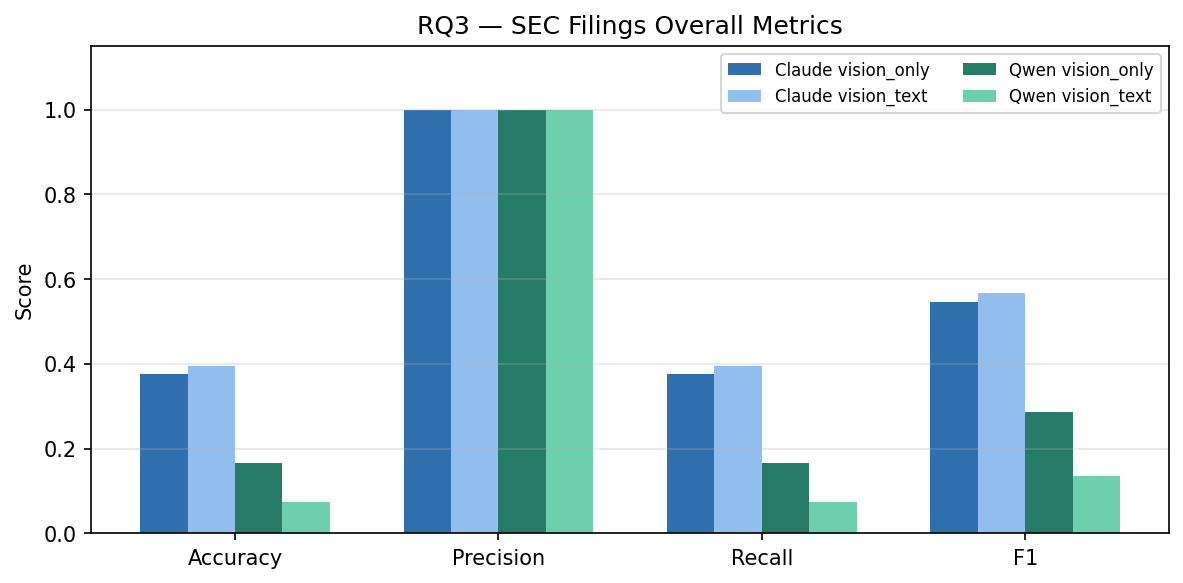 RQ3 — SEC Filings Overall Metrics
Claude vision_only
Claude vision_text
Qwen vision_only
Qwen vision_text
Score
1.0
0.8
0.6
0.4
0.2
0.0
Accuracy Precision Recall F1